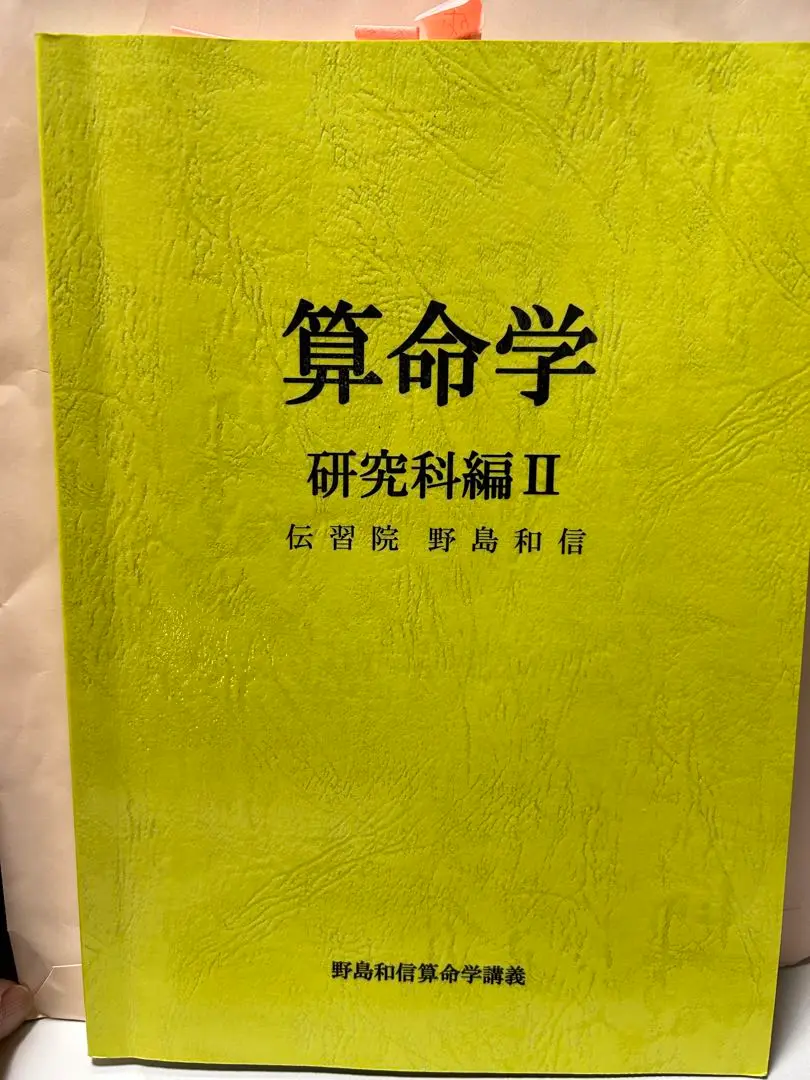 算命学
研究科編Ⅱ
伝習院 野島和信
野島和信算命学講義